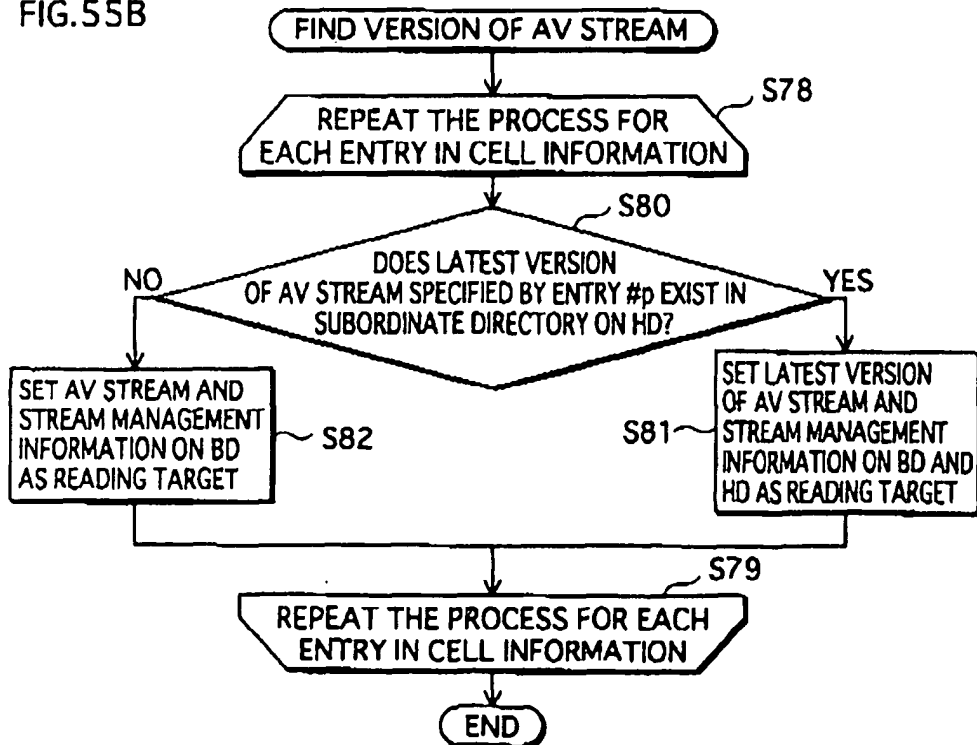 FIG.55B
FIND VERSION OF AV STREAM
S78
REPEAT THE PROCESS FOR
EACH ENTRY IN CELL INFORMATION
S80
DOES LATEST VERSION
OF AV STREAM SPECIFIED BY ENTRY #p EXIST IN
SUBORDINATE DIRECTORY ON HD?
NO
YES
SET AV STREAM AND
STREAM MANAGEMENT
INFORMATION ON BD
AS READING TARGET
S82
S81
SET LATEST VERSION
OF AV STREAM AND
STREAM MANAGEMENT
INFORMATION ON BD AND
HD AS READING TARGET
S79
REPEAT THE PROCESS FOR EACH
ENTRY IN CELL INFORMATION
END